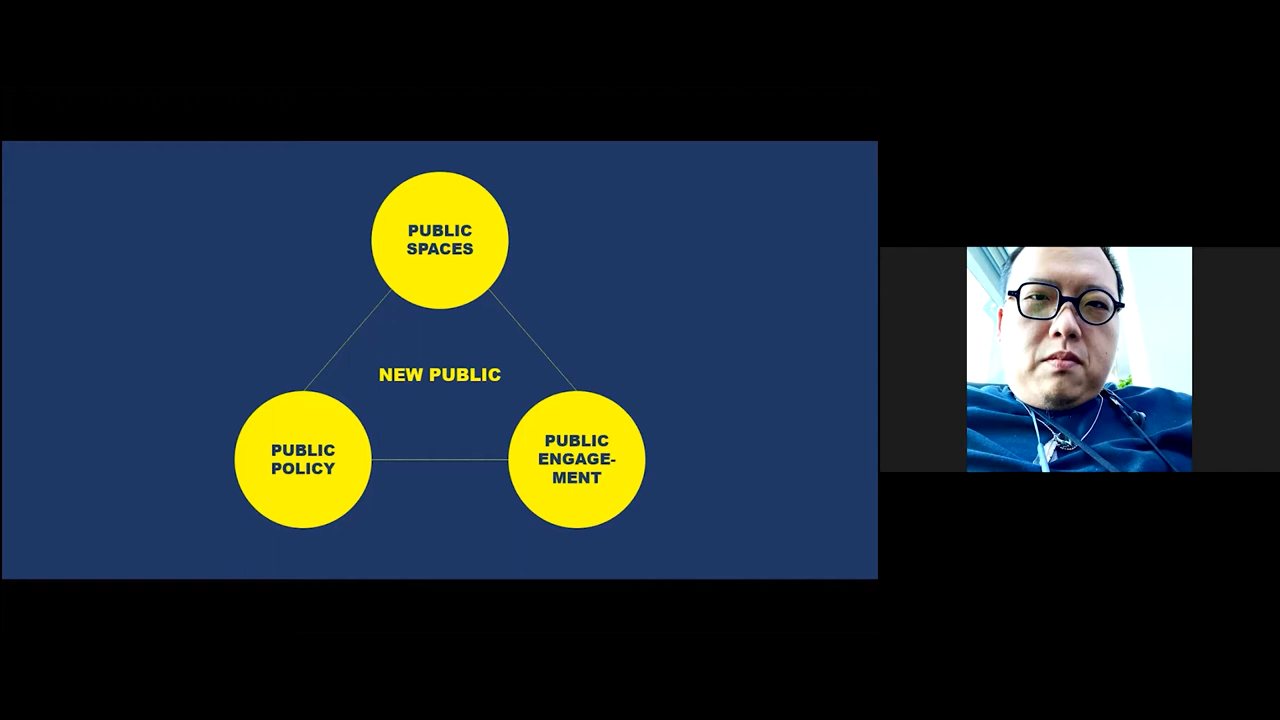 PUBLIC
SPACES
NEW PUBLIC
PUBLIC
POLICY
PUBLIC
ENGAGE-
MENT